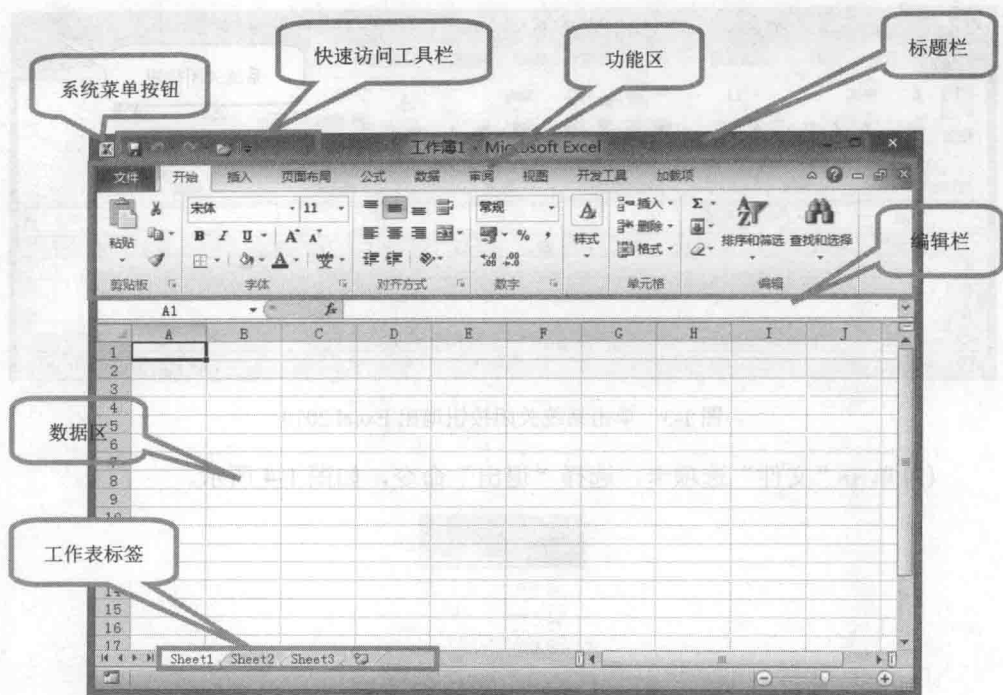 快速访问工具栏
功能区
标题栏
系统菜单按钮
工作簿1 - Microsoft Excel
文件 开始 插入 页面布局 公式 数据 审阅 视图 开发工具 加载项
宋体 11 常规 插入 Σ
粘贴 B I U A A % , 样式 删除 排序和筛选 查找和选择
格式
编辑栏
剪贴板 字体 对齐方式 数字 单元格 编辑
A1 fx
A B C D E F G H I J
1
2
3
4
数据区
5
6
7
8
9
10
工作表标签
14
15
16
17
Sheet1 Sheet2 Sheet3